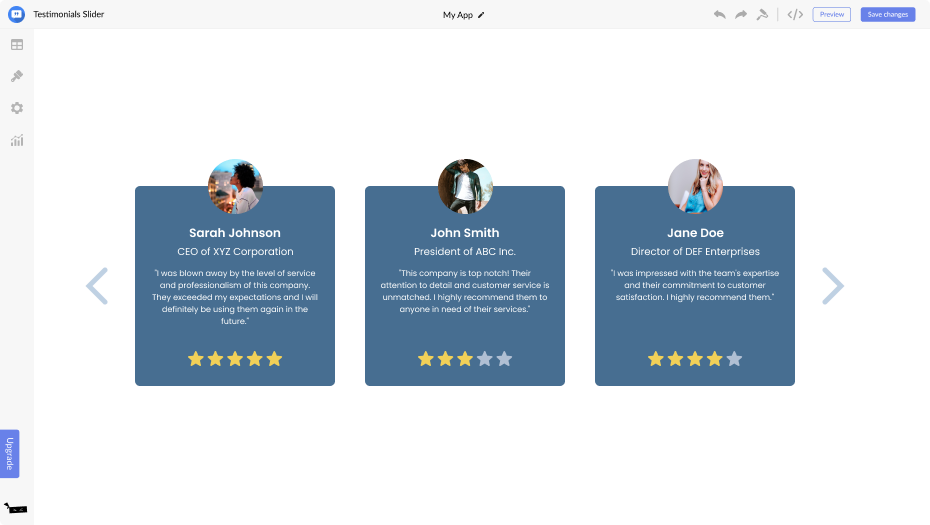 Testimonials Slider
My App
Preview
Save changes
Sarah Johnson
CEO of XYZ Corporation
"I was blown away by the level of service
and professionalism of this company.
They exceeded my expectations and I will
definitely be using them again in the
future."
John Smith
President of ABC Inc.
"This company is top notch! Their
attention to detail and customer service is
unmatched. I highly recommend them to
anyone in need of their services."
Jane Doe
Director of DEF Enterprises
"I was impressed with the team's expertise
and their commitment to customer
satisfaction. I highly recommend them."
Upgrade